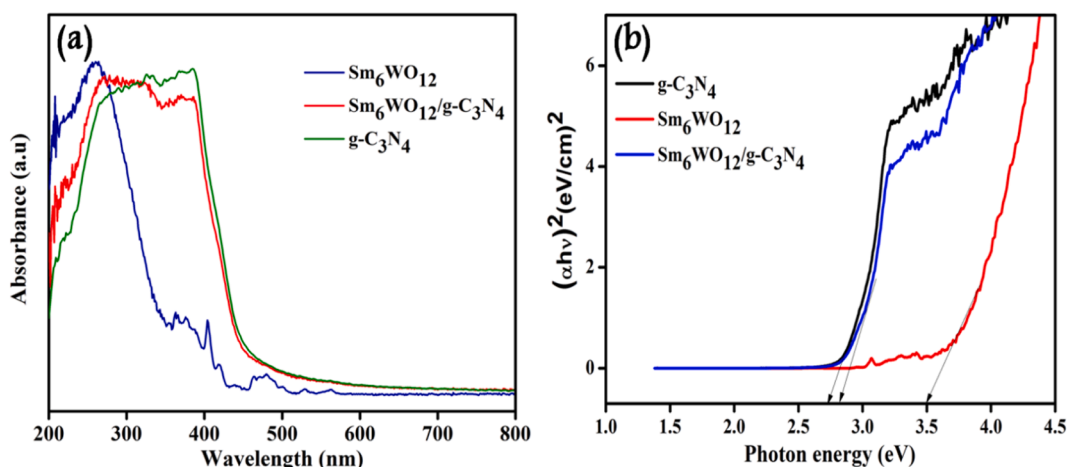 (a)
Sm₆WO₁₂
Sm₆WO₁₂/g-C₃N₄
g-C₃N₄
Absorbance (a.u)
200 300 400 500 600 700 800
Wavelength (nm)
(b)
g-C₃N₄
Sm₆WO₁₂
Sm₆WO₁₂/g-C₃N₄
(αhν)²(eV/cm)²
6
4
2
0
1.0 1.5 2.0 2.5 3.0 3.5 4.0 4.5
Photon energy (eV)